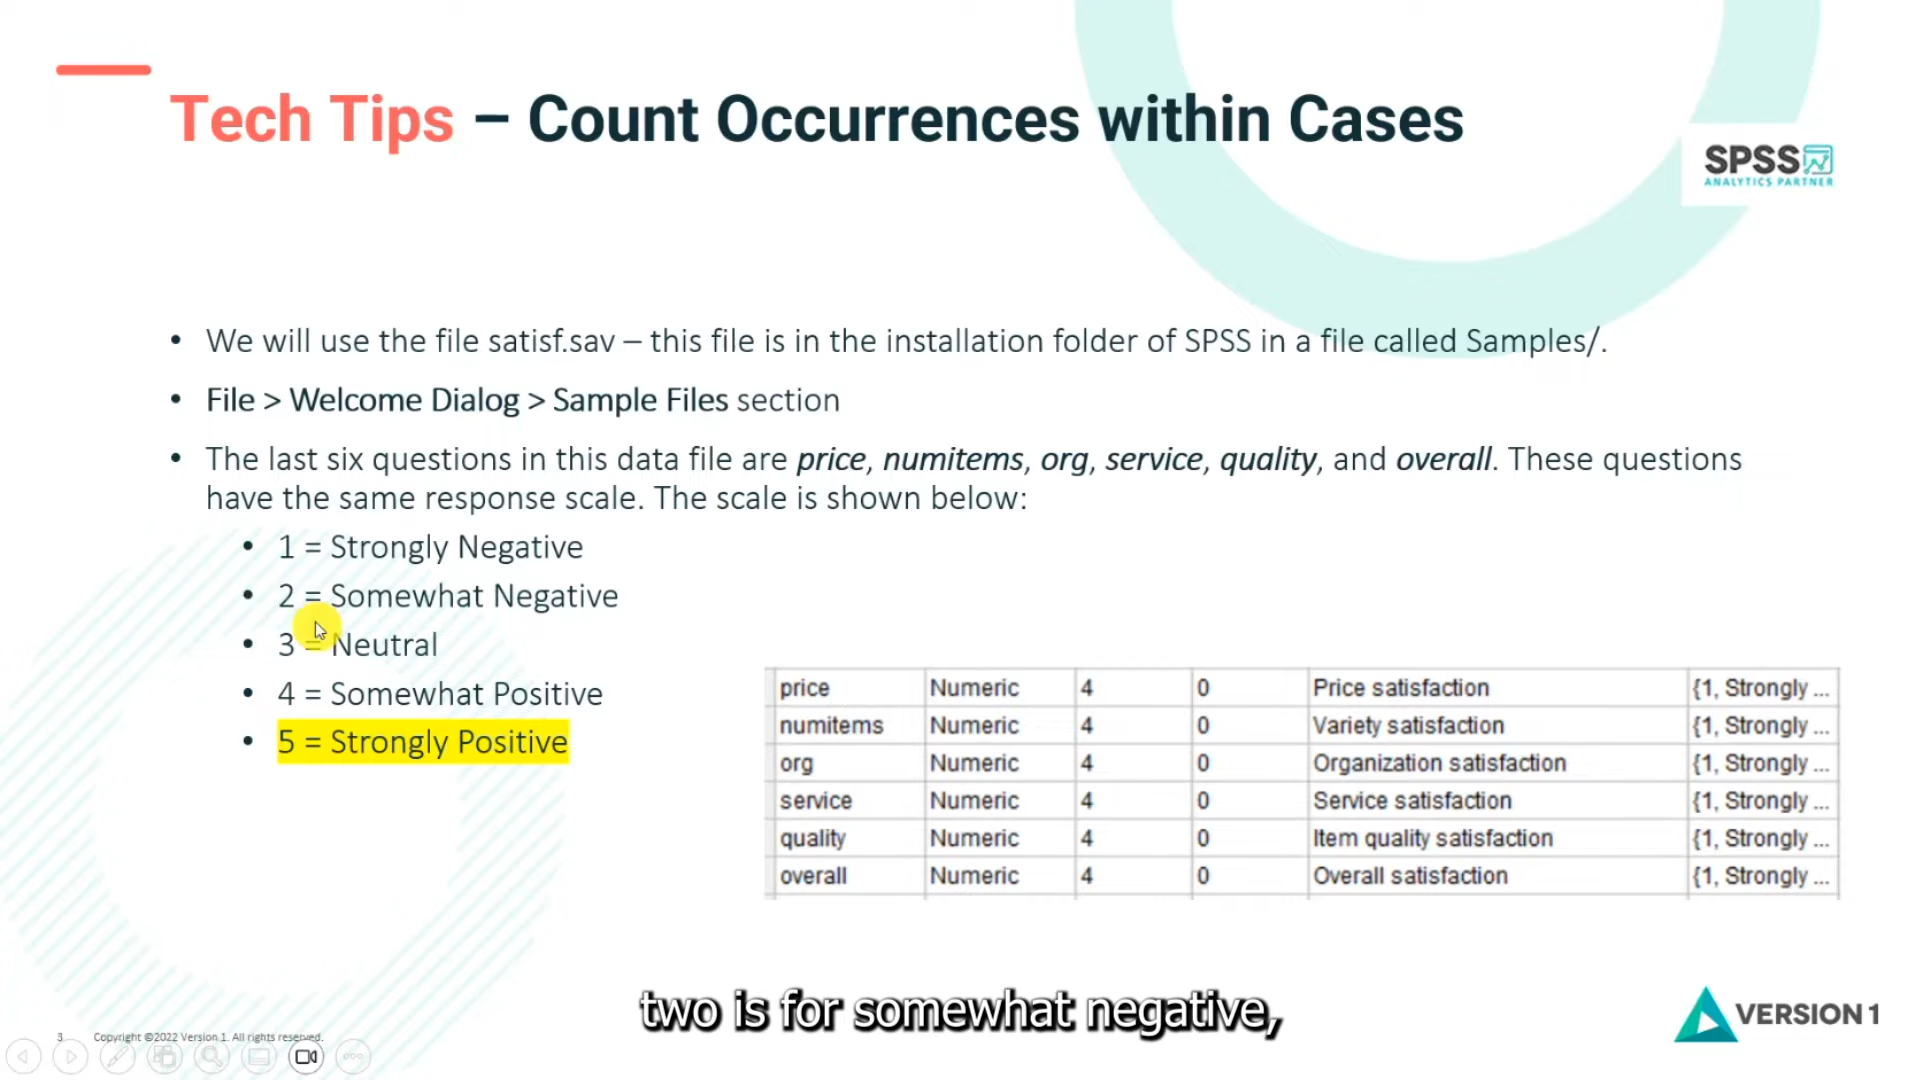 Tech Tips – Count Occurrences within Cases
SPSS
ANALYTICS PARTNER
• We will use the file satisf.sav – this file is in the installation folder of SPSS in a file called Samples/.
• File > Welcome Dialog > Sample Files section
• The last six questions in this data file are price, numitems, org, service, quality, and overall. These questions
have the same response scale. The scale is shown below:
• 1 = Strongly Negative
• 2 = Somewhat Negative
• 3 = Neutral
• 4 = Somewhat Positive
• 5 = Strongly Positive
price Numeric 4 0 Price satisfaction {1, Strongly ...
numitems Numeric 4 0 Variety satisfaction {1, Strongly ...
org Numeric 4 0 Organization satisfaction {1, Strongly ...
service Numeric 4 0 Service satisfaction {1, Strongly ...
quality Numeric 4 0 Item quality satisfaction {1, Strongly ...
overall Numeric 4 0 Overall satisfaction {1, Strongly ...
two is for somewhat negative,
VERSION 1
3 Copyright ©2022 Version 1. All rights reserved.